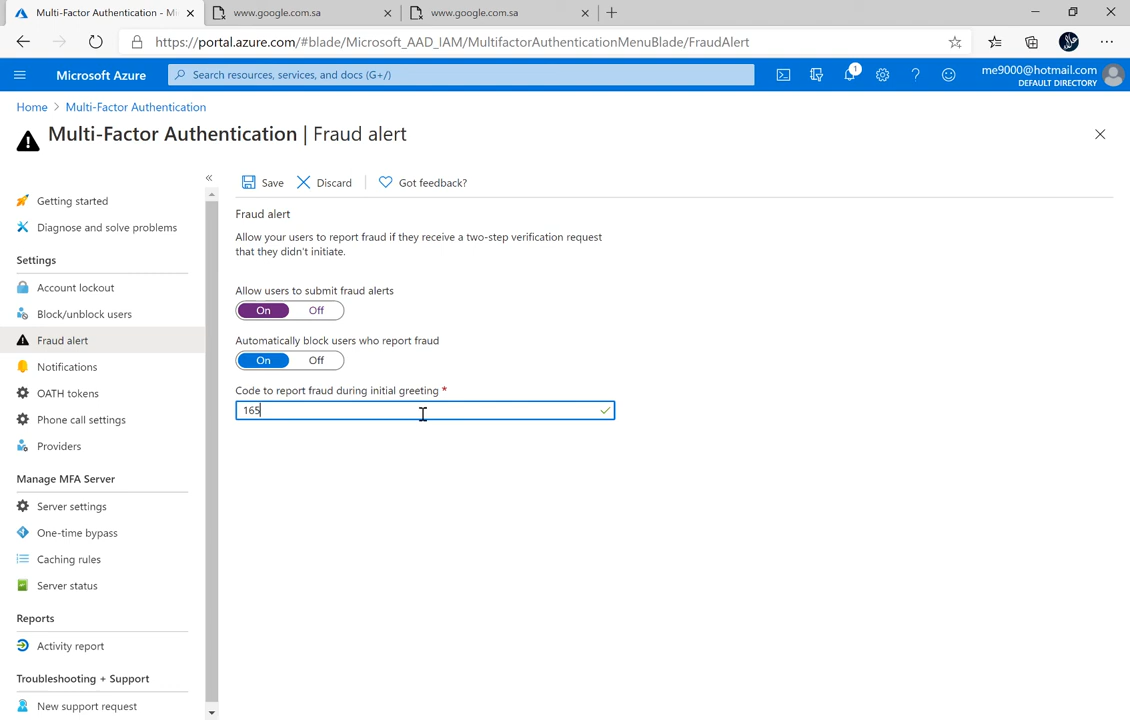 Multi-Factor Authentication - Mi
www.google.com.sa
www.google.com.sa
https://portal.azure.com/#blade/Microsoft_AAD_IAM/MultifactorAuthenticationMenuBlade/FraudAlert
Microsoft Azure
Search resources, services, and docs (G+/)
1
me9000@hotmail.com
DEFAULT DIRECTORY
Home > Multi-Factor Authentication
Multi-Factor Authentication | Fraud alert
«
Save
Discard
Got feedback?
Getting started
Diagnose and solve problems
Settings
Account lockout
Block/unblock users
Fraud alert
Notifications
OATH tokens
Phone call settings
Providers
Manage MFA Server
Server settings
One-time bypass
Caching rules
Server status
Reports
Activity report
Troubleshooting + Support
New support request
Fraud alert
Allow your users to report fraud if they receive a two-step verification request
that they didn't initiate.
Allow users to submit fraud alerts
On Off
Automatically block users who report fraud
On Off
Code to report fraud during initial greeting *
165